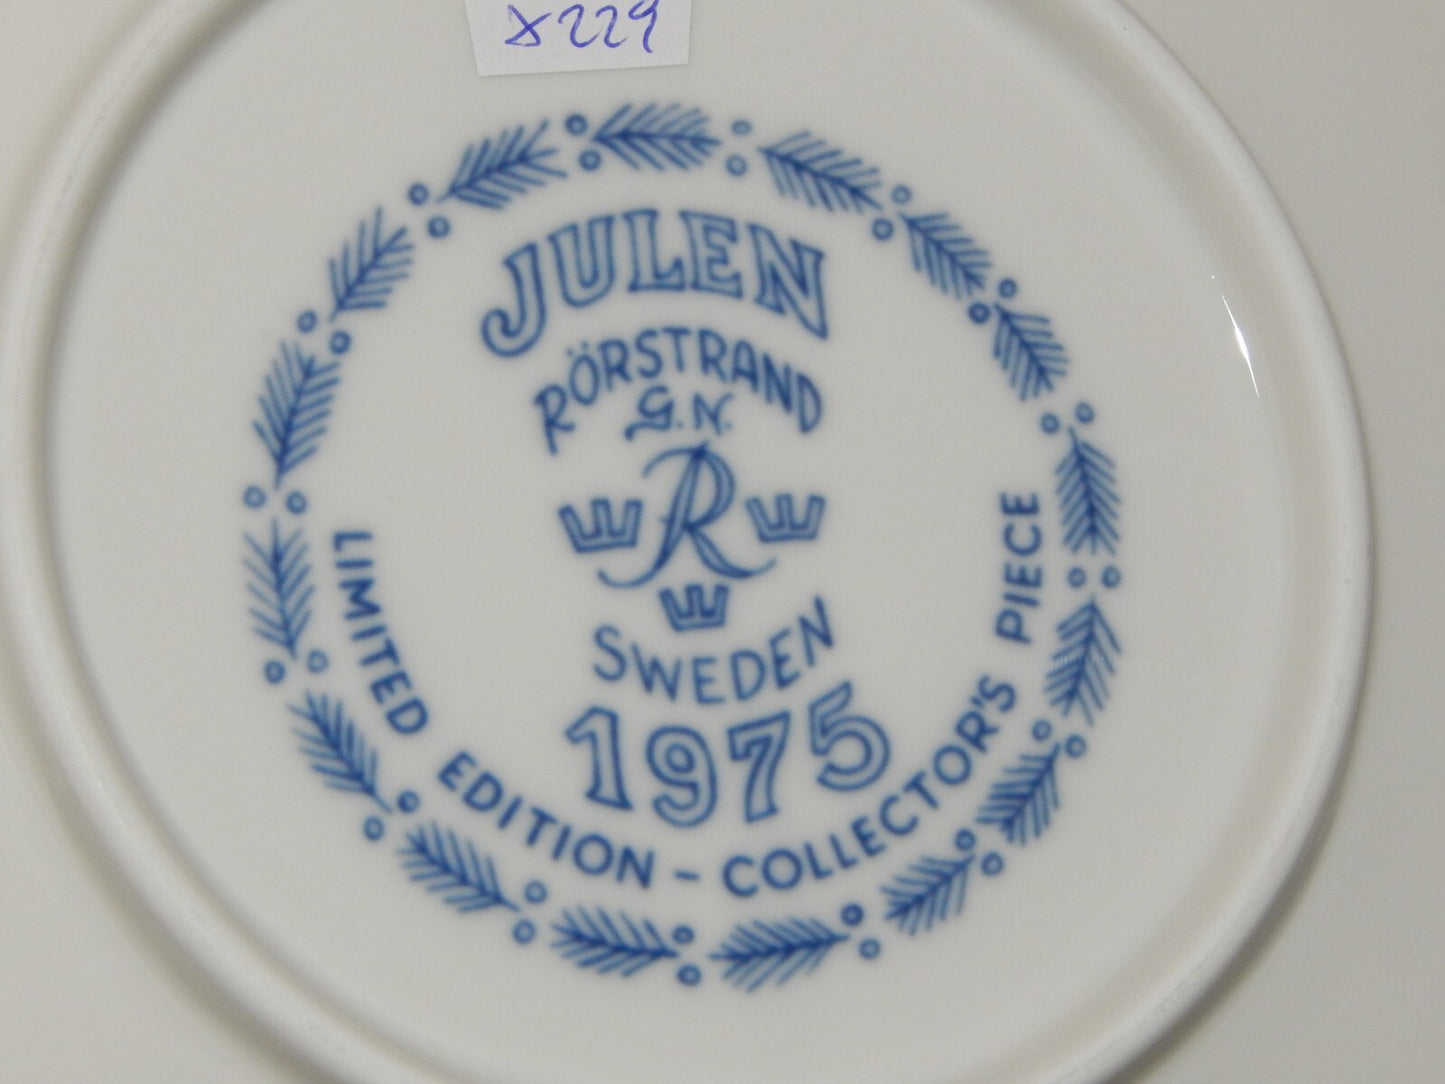 x229
JULEN
RÖRSTRAND
G.N.
R
SWEDEN
1975
LIMITED EDITION - COLLECTOR'S PIECE